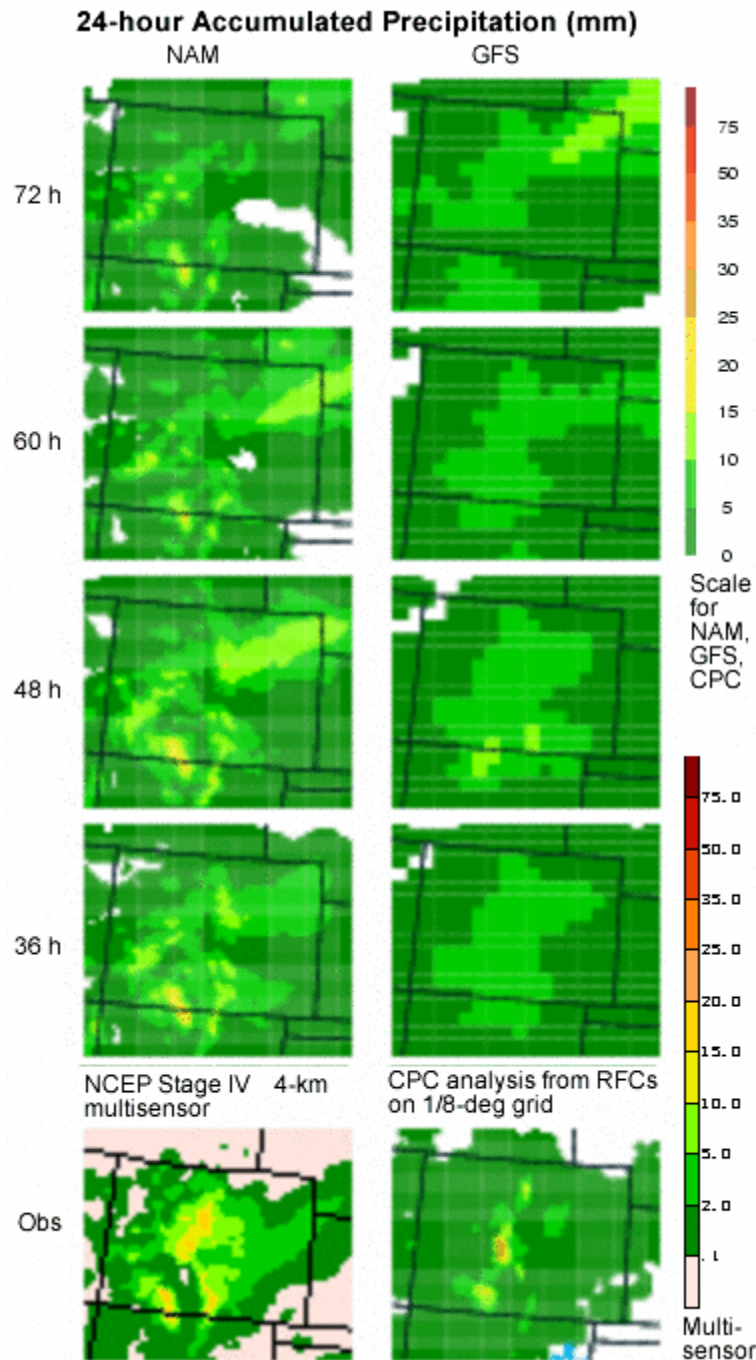 24-hour Accumulated Precipitation (mm)
NAM GFS
72 h
60 h
48 h
36 h
75
50
35
30
25
20
15
10
5
0
Scale
for
NAM,
GFS,
CPC
NCEP Stage IV 4-km
multisensor
CPC analysis from RFCs
on 1/8-deg grid
Obs
75.0
50.0
35.0
25.0
20.0
15.0
10.0
5.0
2.0
.1
Multi-
sensor